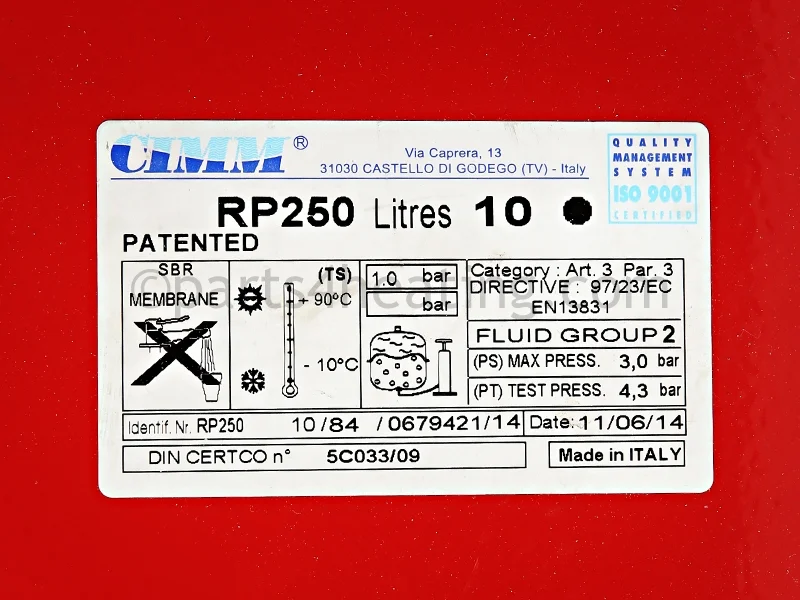 CIMM®
Via Caprera, 13
31030 CASTELLO DI GODEGO (TV) - Italy
QUALITY
MANAGEMENT
SYSTEM
ISO 9001
CERTIFIED
RP250 Litres 10
PATENTED
©parts4heating.com
SBR
MEMBRANE
(TS)
+ 90°C
- 10°C
1.0 bar
bar
Category : Art. 3 Par. 3
DIRECTIVE : 97/23/EC
EN13831
FLUID GROUP 2
(PS) MAX PRESS. 3,0 bar
(PT) TEST PRESS. 4,3 bar
Identif. Nr. RP250 10/84 /0679421/14 Date: 11/06/14
DIN CERTCO n° 5C033/09 Made in ITALY